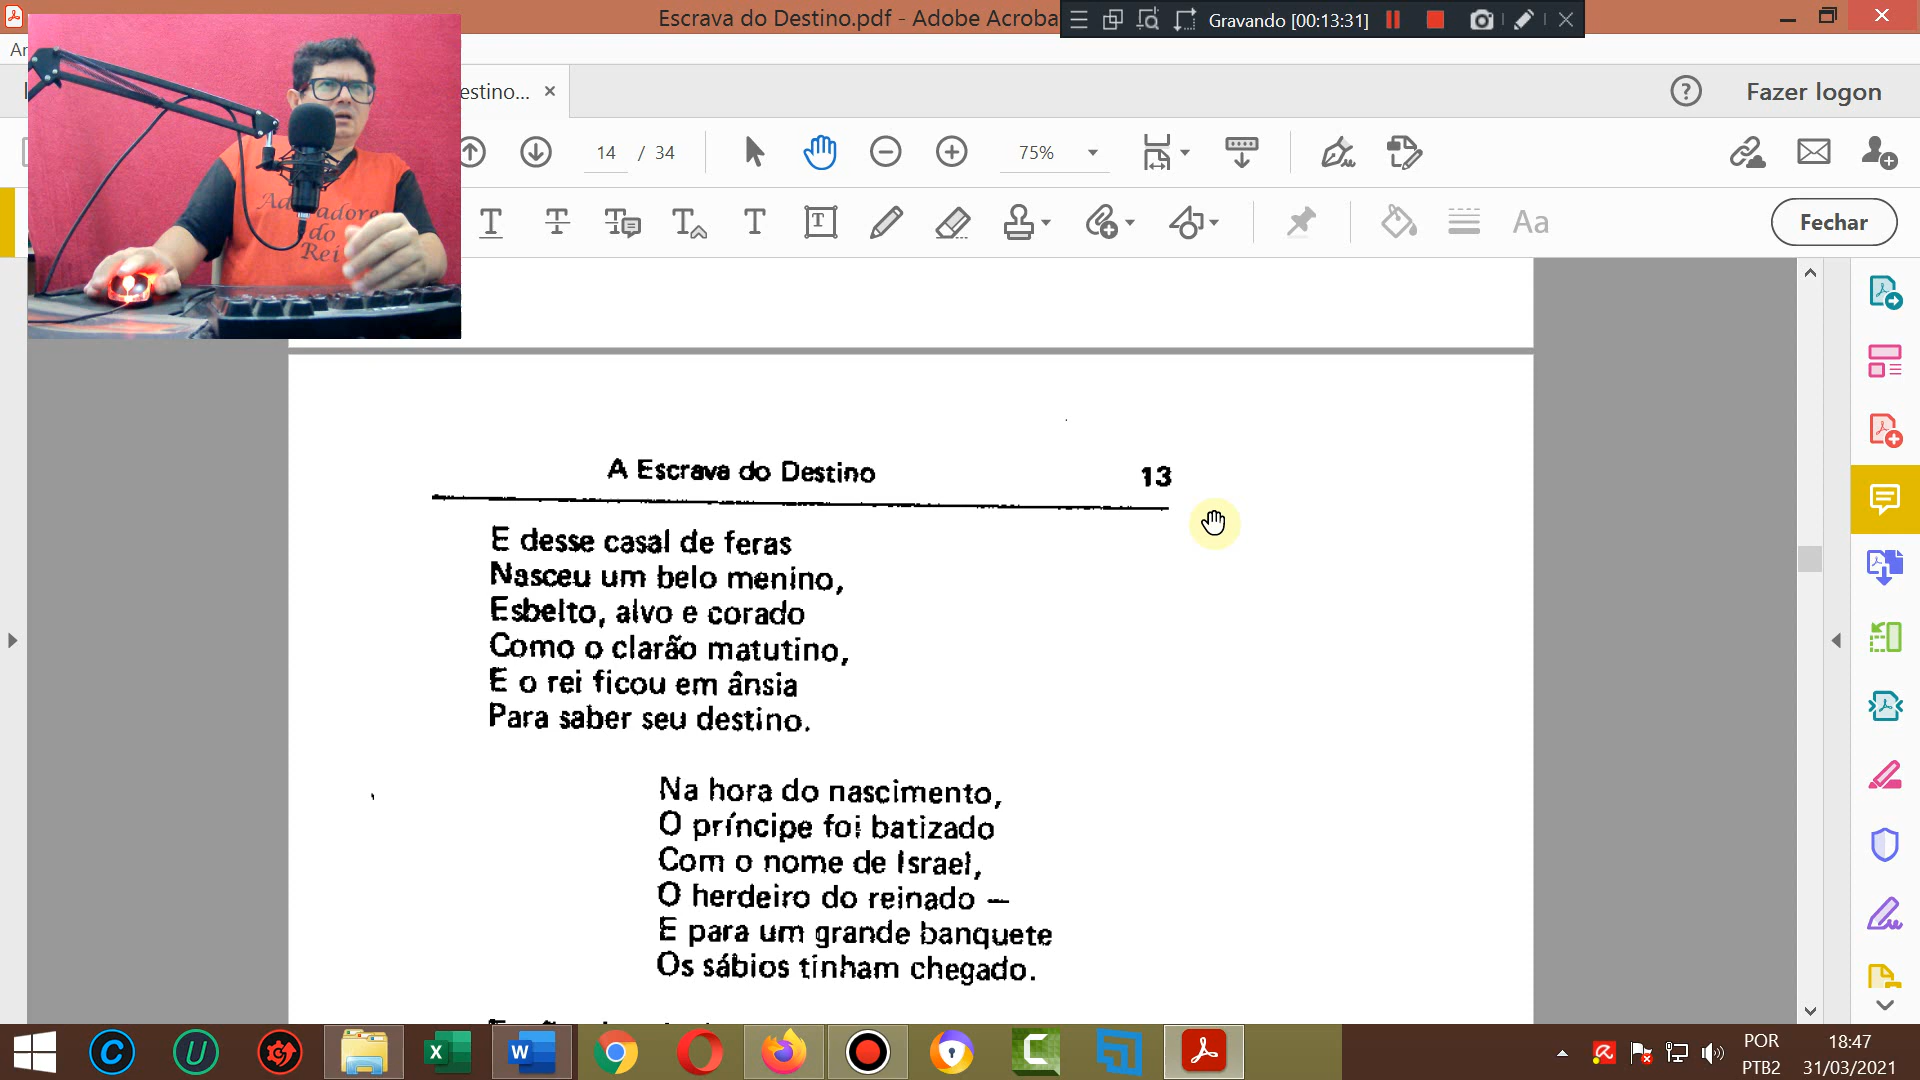 Escrava do Destino.pdf - Adobe Acroba
Gravando [00:13:31]
Ar
estino...
Fazer logon
14 / 34
75%
Fechar
Aa
do
Rei
A Escrava do Destino 13
E desse casal de feras
Nasceu um belo menino,
Esbelto, alvo e corado
Como o clarão matutino,
E o rei ficou em ânsia
Para saber seu destino.
Na hora do nascimento,
O príncipe foi batizado
Com o nome de Israel,
O herdeiro do reinado —
E para um grande banquete
Os sábios tinham chegado.
POR
PTB2
18:47
31/03/2021